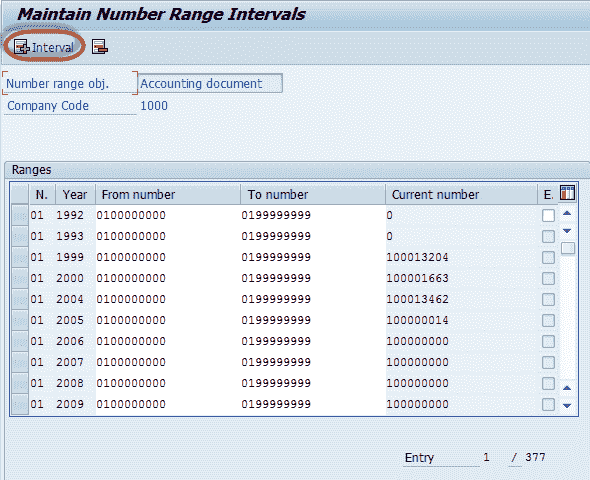 Maintain Number Range Intervals
Interval
Number range obj. Accounting document
Company Code 1000
Ranges
N. Year From number To number Current number E.
01 1992 0100000000 0199999999 0
01 1993 0100000000 0199999999 0
01 1999 0100000000 0199999999 100013204
01 2000 0100000000 0199999999 100001663
01 2004 0100000000 0199999999 100013462
01 2005 0100000000 0199999999 100000014
01 2006 0100000000 0199999999 100000000
01 2007 0100000000 0199999999 100000000
01 2008 0100000000 0199999999 100000000
01 2009 0100000000 0199999999 100000000
Entry 1 / 377